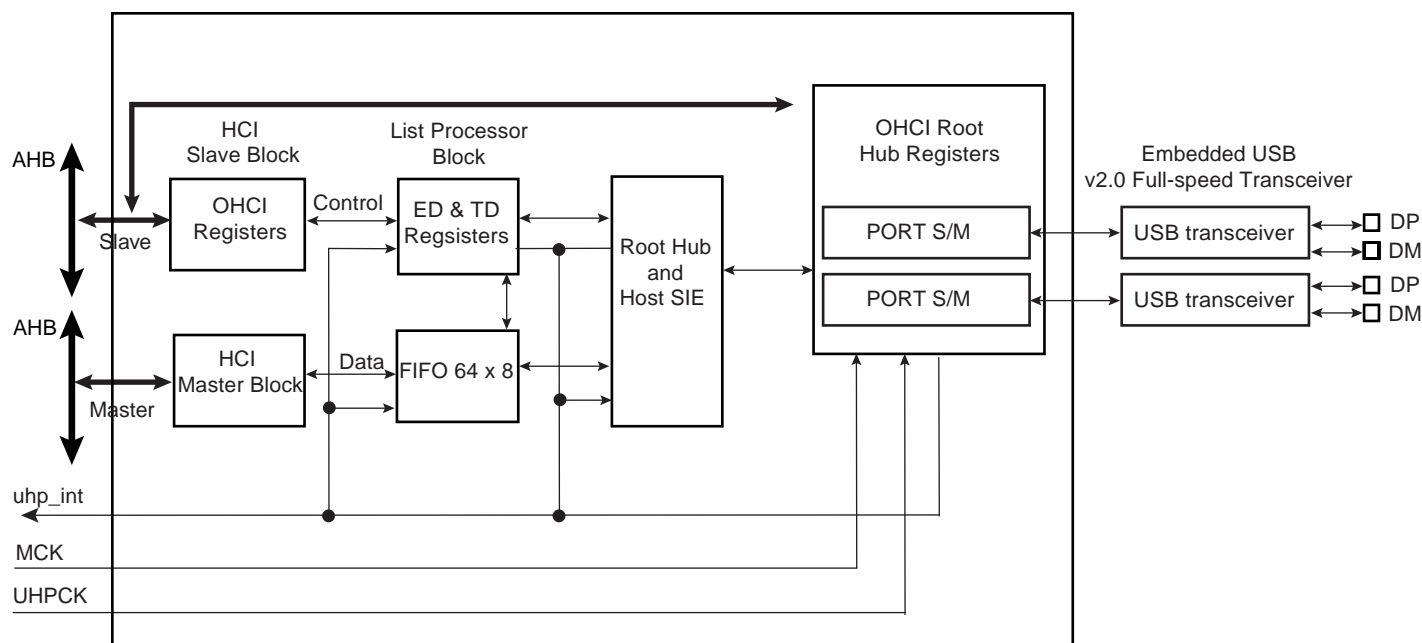 AHB
HCI
Slave Block
List Processor
Block
OHCI Root
Hub Registers
Embedded USB
v2.0 Full-speed Transceiver
OHCI
Registers
Slave
Control
ED & TD
Regsisters
Root Hub
and
Host SIE
PORT S/M
USB transceiver
DP
DM
PORT S/M
USB transceiver
DP
DM
AHB
Master
HCI
Master Block
Data
FIFO 64 x 8
uhp_int
MCK
UHPCK